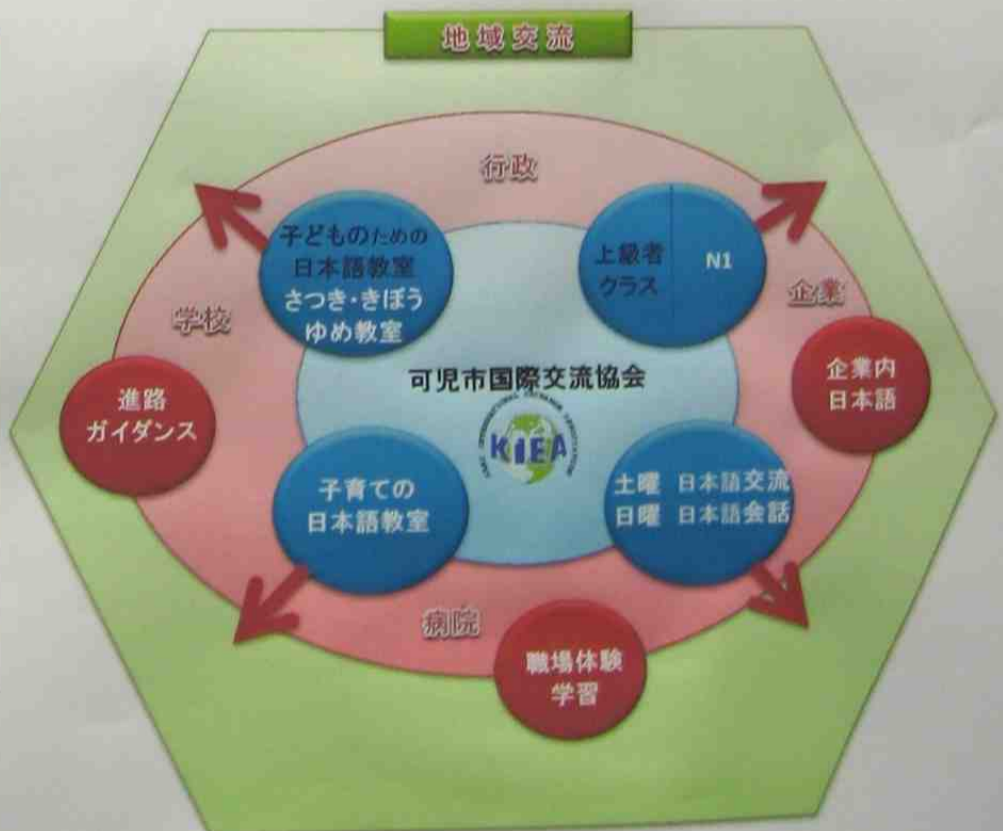 地域交流
行政
子どものための
日本語教室
さつき・きぼう
ゆめ教室
上級者
クラス
N1
学校
企業
可児市国際交流協会
KIEA
進路
ガイダンス
企業内
日本語
子育ての
日本語教室
土曜 日本語交流
日曜 日本語会話
病院
職場体験
学習